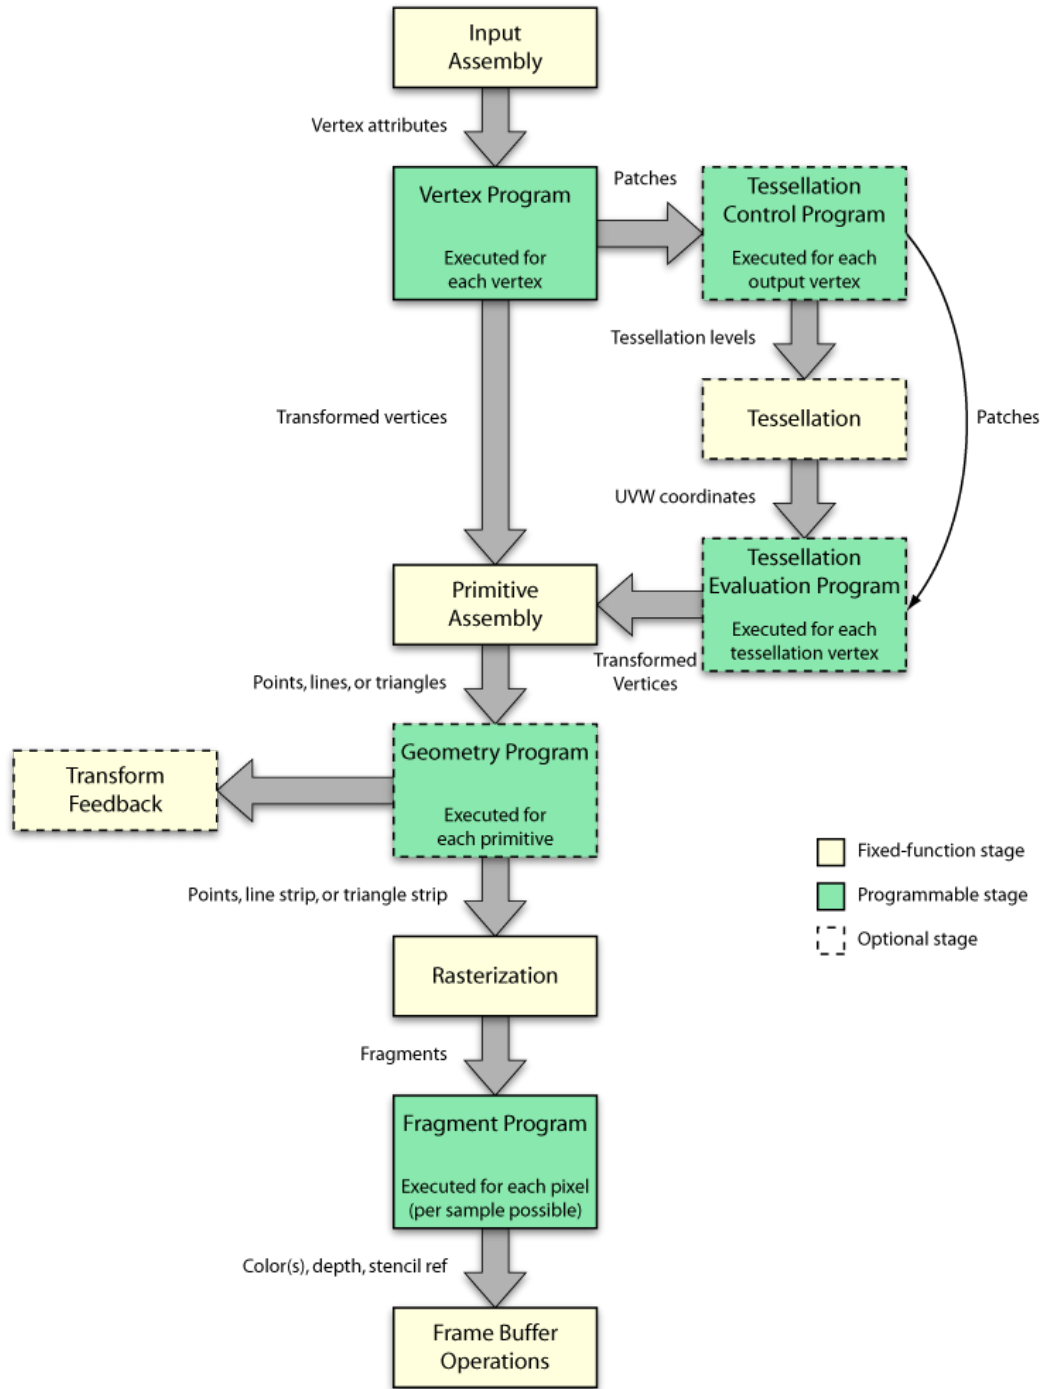 Input
Assembly
Vertex attributes
Vertex Program
Executed for
each vertex
Patches
Tessellation
Control Program
Executed for each
output vertex
Tessellation levels
Tessellation
Patches
Transformed vertices
UVW coordinates
Tessellation
Evaluation Program
Executed for each
tessellation vertex
Transformed
Vertices
Primitive
Assembly
Points, lines, or triangles
Geometry Program
Executed for
each primitive
Transform
Feedback
Points, line strip, or triangle strip
Fixed-function stage
Programmable stage
Optional stage
Rasterization
Fragments
Fragment Program
Executed for each pixel
(per sample possible)
Color(s), depth, stencil ref
Frame Buffer
Operations